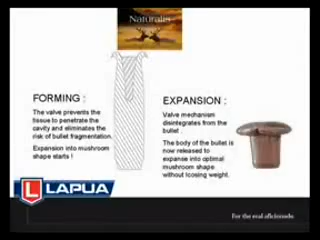 Naturalis
FORMING :
The valve prevents the
tissue to penetrate the
cavity and eliminates the
risk of bullet fragmentation.
Expansion into mushroom
shape starts !
EXPANSION :
Valve mechanism
disintegrates from the
bullet .
The body of the bullet is
now released to
expanse into optimal
mushroom shape
without lcosing weight.
L LAPUA
For the real aficionado.